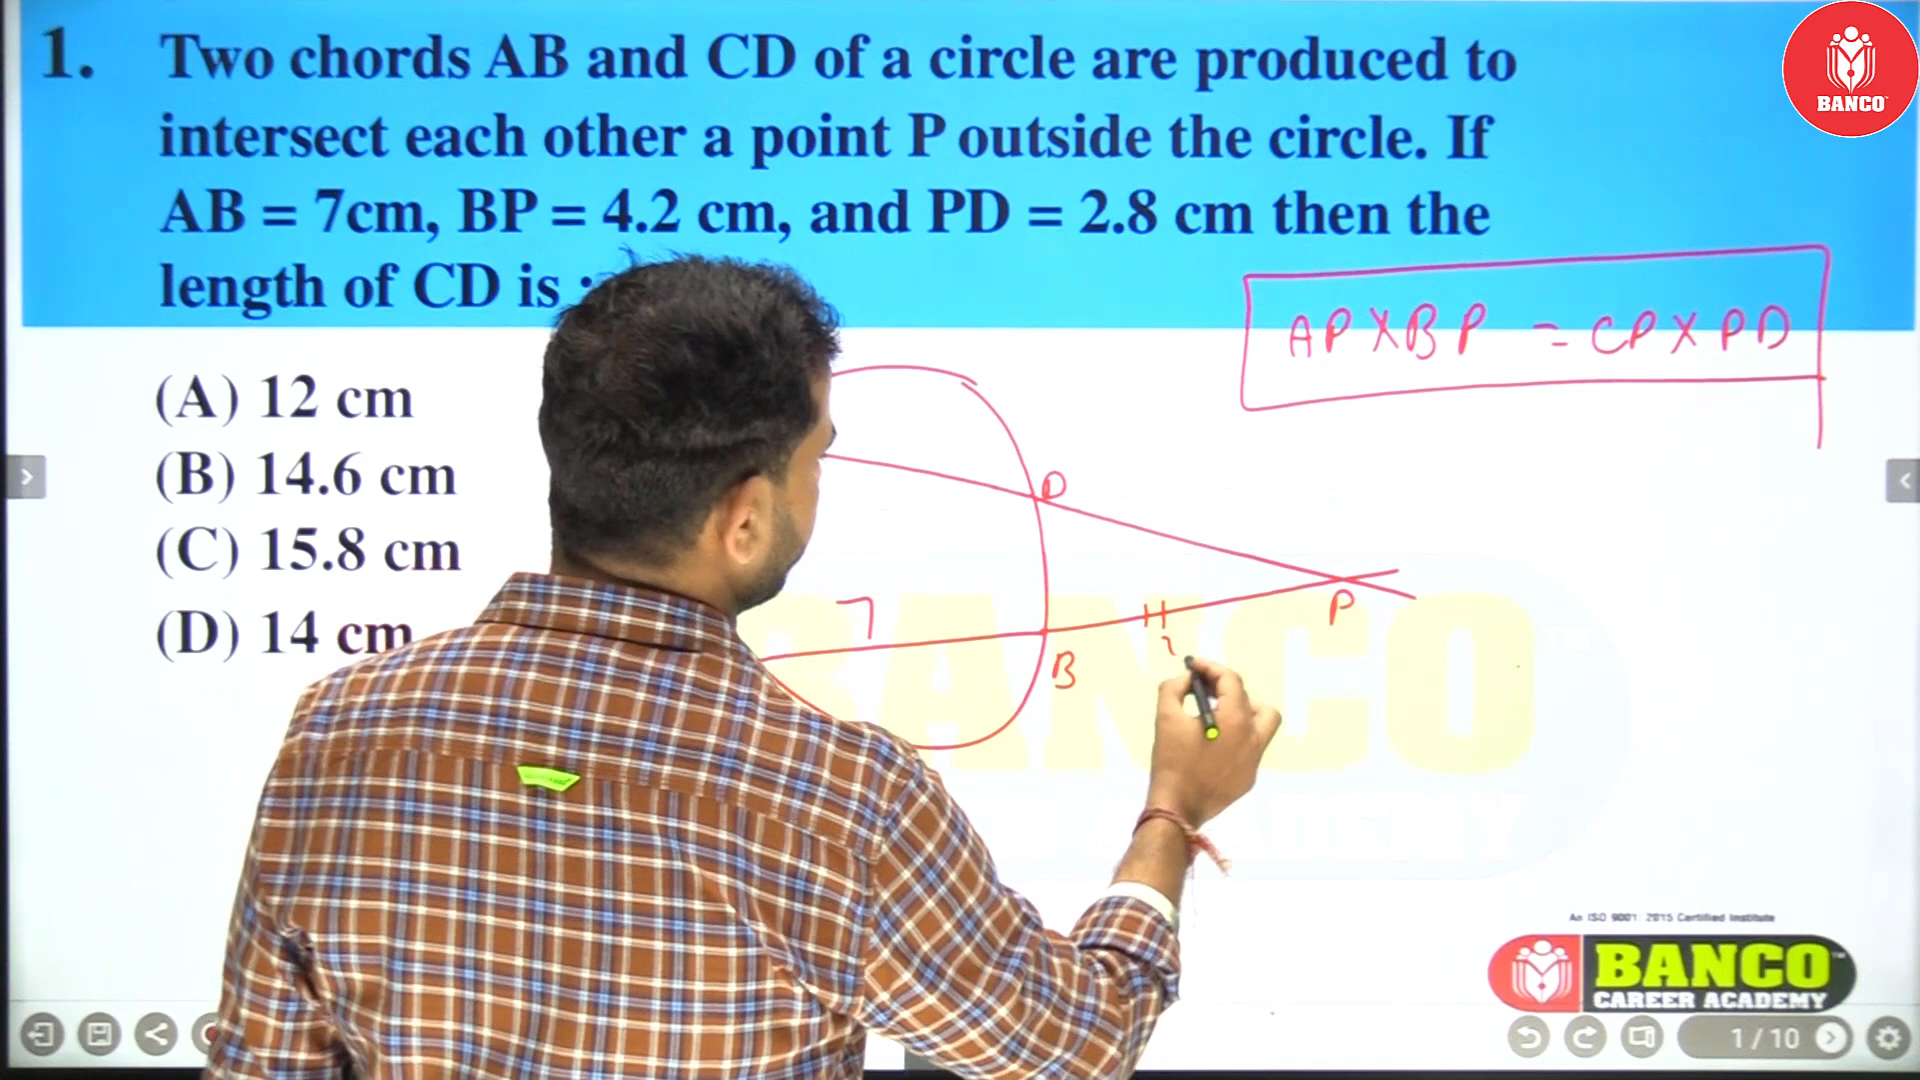 1. Two chords AB and CD of a circle are produced to
intersect each other a point P outside the circle. If
AB = 7cm, BP = 4.2 cm, and PD = 2.8 cm then the
length of CD is :
BANCO
AP X BP = CP X PD
(A) 12 cm
(B) 14.6 cm
(C) 15.8 cm
(D) 14 cm
D
7
P
B
An ISO 9001: 2015 Certified Institute
BANCO
CAREER ACADEMY
1 / 10